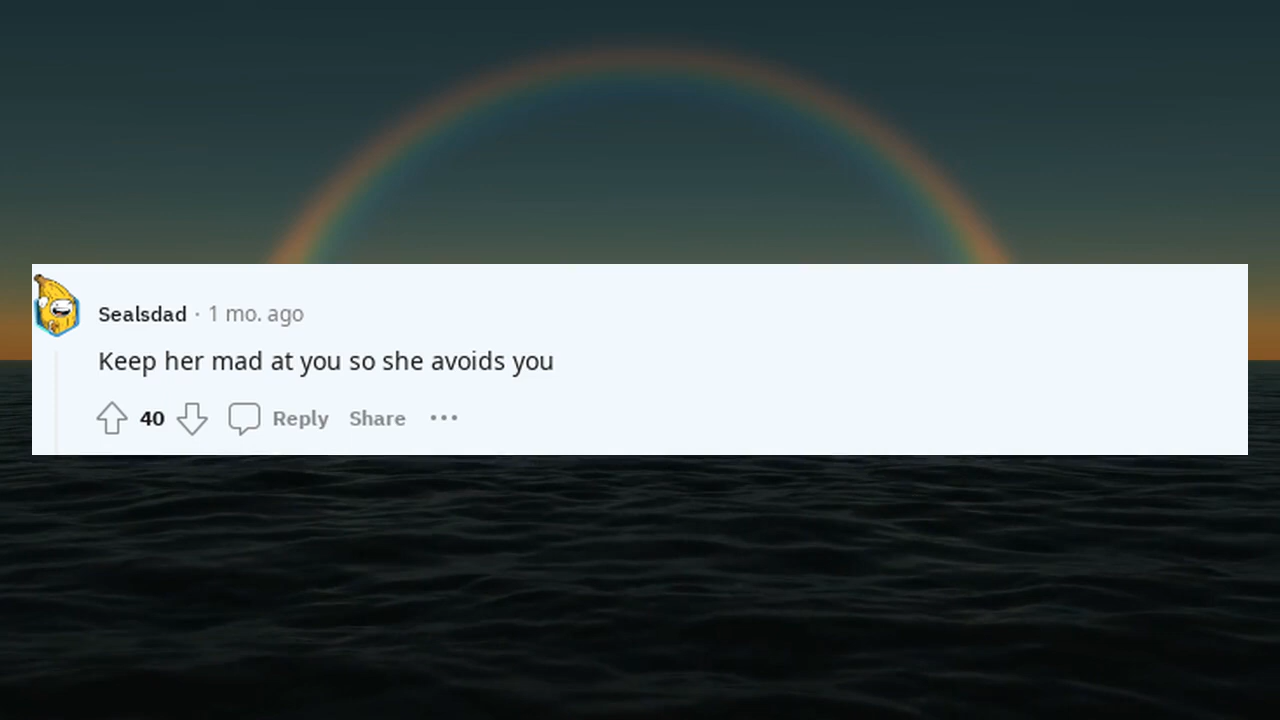 Sealsdad · 1 mo. ago
Keep her mad at you so she avoids you
40 Reply Share ···